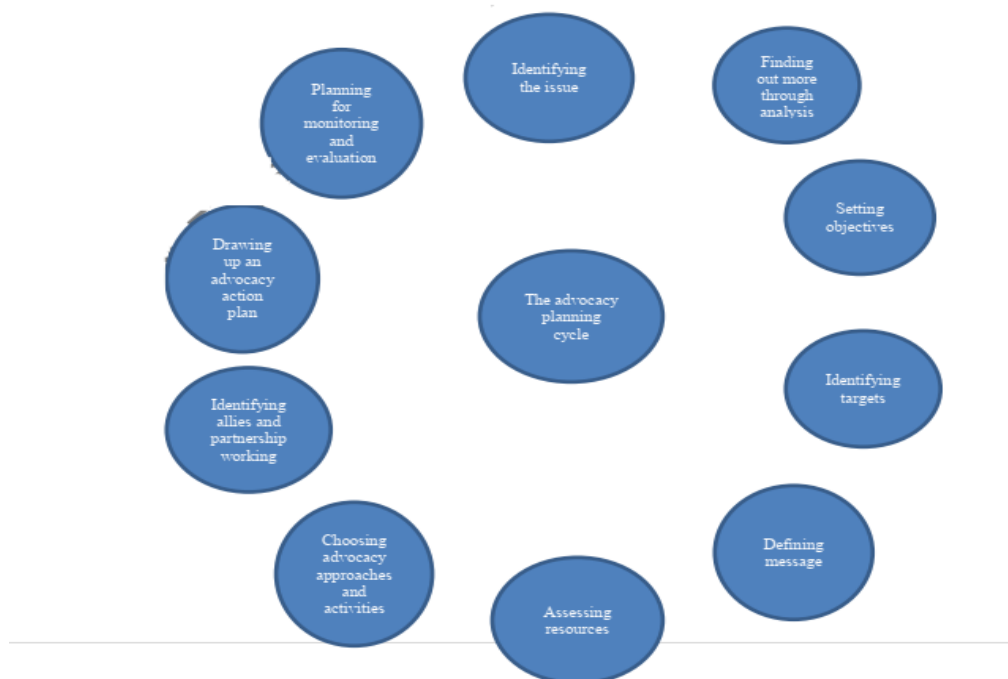 Identifying
the issue
Finding
out more
through
analysis
Setting
objectives
Identifying
targets
Defining
message
Assessing
resources
Choosing
advocacy
approaches
and
activities
Identifying
allies and
partnership
working
Drawing
up an
advocacy
action
plan
Planning
for
monitoring
and
evaluation
The advocacy
planning
cycle